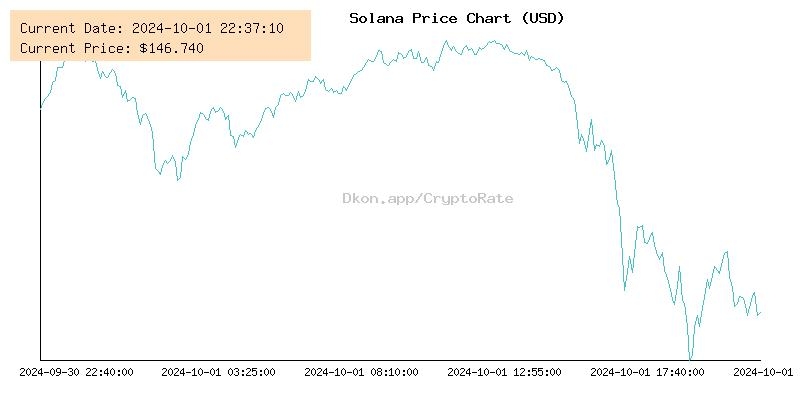 Solana Price Chart (USD)
Current Date: 2024-10-01 22:37:10
Current Price: $146.740
Dkon.app/CryptoRate
2024-09-30 22:40:00 2024-10-01 03:25:00 2024-10-01 08:10:00 2024-10-01 12:55:00 2024-10-01 17:40:00 2024-10-01